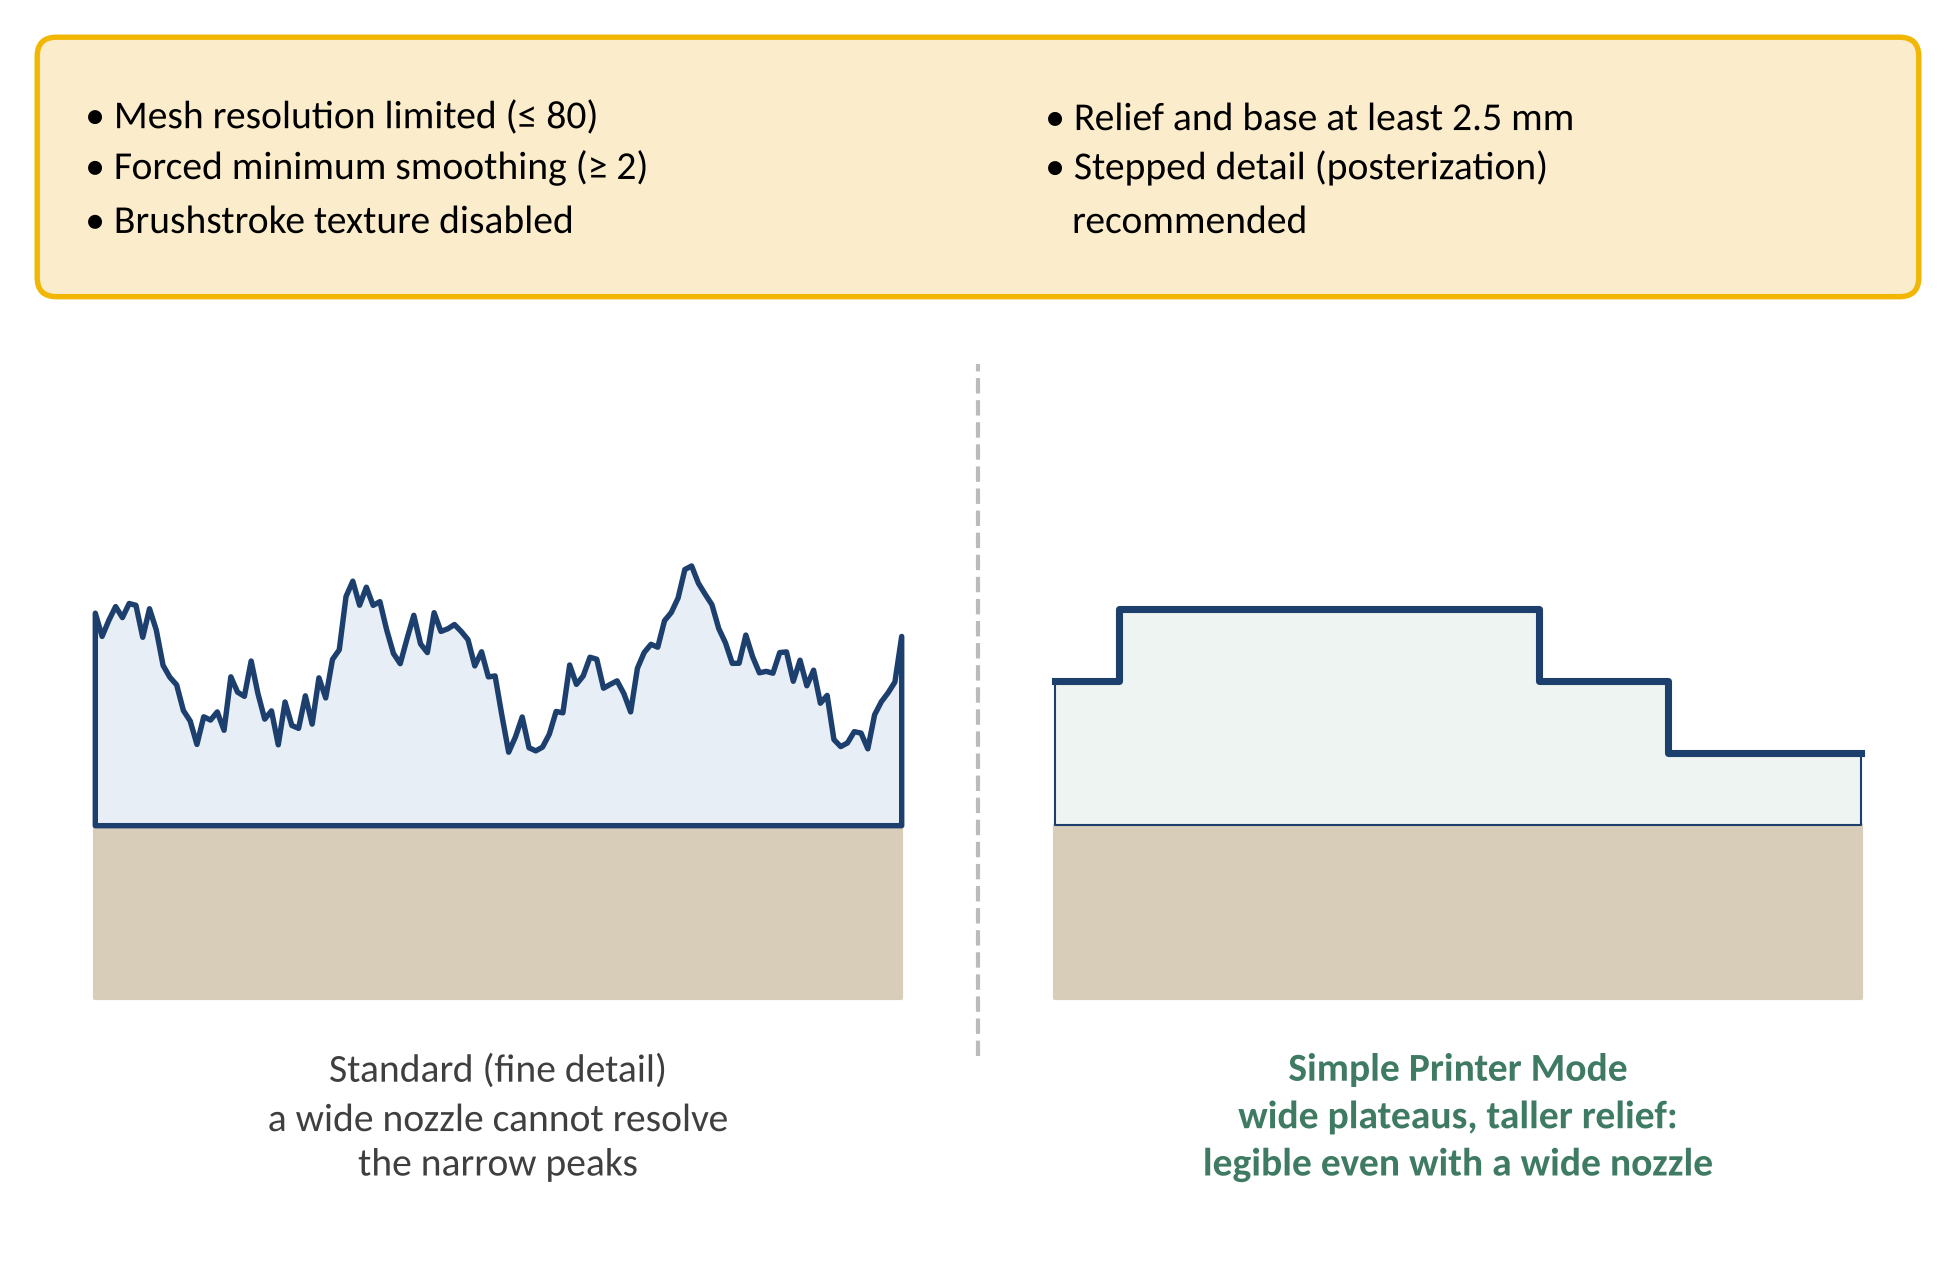 • Mesh resolution limited (≤ 80)
• Forced minimum smoothing (≥ 2)
• Brushstroke texture disabled
• Relief and base at least 2.5 mm
• Stepped detail (posterization)
recommended
Standard (fine detail)
a wide nozzle cannot resolve
the narrow peaks
Simple Printer Mode
wide plateaus, taller relief:
legible even with a wide nozzle